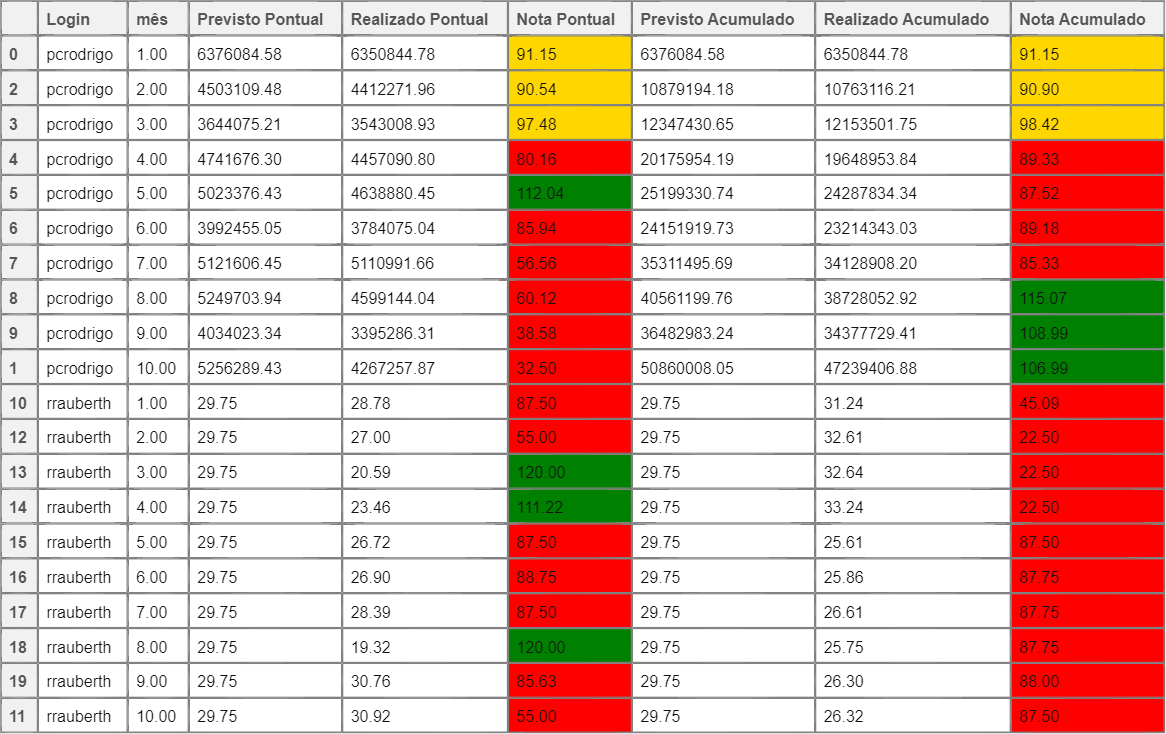 Login mês Previsto Pontual Realizado Pontual Nota Pontual Previsto Acumulado Realizado Acumulado Nota Acumulado
0 pcrodrigo 1.00 6376084.58 6350844.78 91.15 6376084.58 6350844.78 91.15
2 pcrodrigo 2.00 4503109.48 4412271.96 90.54 10879194.18 10763116.21 90.90
3 pcrodrigo 3.00 3644075.21 3543008.93 97.48 12347430.65 12153501.75 98.42
4 pcrodrigo 4.00 4741676.30 4457090.80 80.16 20175954.19 19648953.84 89.33
5 pcrodrigo 5.00 5023376.43 4638880.45 112.04 25199330.74 24287834.34 87.52
6 pcrodrigo 6.00 3992455.05 3784075.04 85.94 24151919.73 23214343.03 89.18
7 pcrodrigo 7.00 5121606.45 5110991.66 56.56 35311495.69 34128908.20 85.33
8 pcrodrigo 8.00 5249703.94 4599144.04 60.12 40561199.76 38728052.92 115.07
9 pcrodrigo 9.00 4034023.34 3395286.31 38.58 36482983.24 34377729.41 108.99
1 pcrodrigo 10.00 5256289.43 4267257.87 32.50 50860008.05 47239406.88 106.99
10 rrauberth 1.00 29.75 28.78 87.50 29.75 31.24 45.09
12 rrauberth 2.00 29.75 27.00 55.00 29.75 32.61 22.50
13 rrauberth 3.00 29.75 20.59 120.00 29.75 32.64 22.50
14 rrauberth 4.00 29.75 23.46 111.22 29.75 33.24 22.50
15 rrauberth 5.00 29.75 26.72 87.50 29.75 25.61 87.50
16 rrauberth 6.00 29.75 26.90 88.75 29.75 25.86 87.75
17 rrauberth 7.00 29.75 28.39 87.50 29.75 26.61 87.75
18 rrauberth 8.00 29.75 19.32 120.00 29.75 25.75 87.75
19 rrauberth 9.00 29.75 30.76 85.63 29.75 26.30 88.00
11 rrauberth 10.00 29.75 30.92 55.00 29.75 26.32 87.50